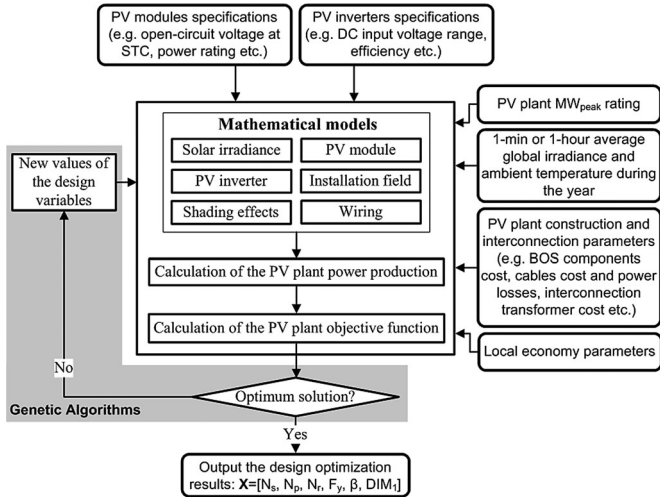 PV modules specifications
(e.g. open-circuit voltage at
STC, power rating etc.)
PV inverters specifications
(e.g. DC input voltage range,
efficiency etc.)
Mathematical models
Solar irradiance
PV module
PV inverter
Installation field
Shading effects
Wiring
Calculation of the PV plant power production
Calculation of the PV plant objective function
New values of
the design
variables
PV plant MWpeak rating
1-min or 1-hour average
global irradiance and
ambient temperature during
the year
PV plant construction and
interconnection parameters
(e.g. BOS components
cost, cables cost and power
losses, interconnection
transformer cost etc.)
Local economy parameters
No
Genetic Algorithms
Optimum solution?
Yes
Output the design optimization
results: X=[Ns, Np, Nr, Fy, β, DIM1]